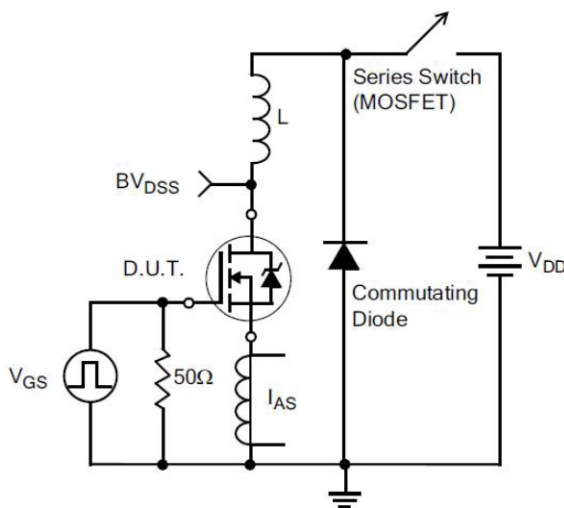 Series Switch
(MOSFET)
L
BVDSS
D.U.T.
VDD
Commutating
Diode
VGS
50Ω
IAS